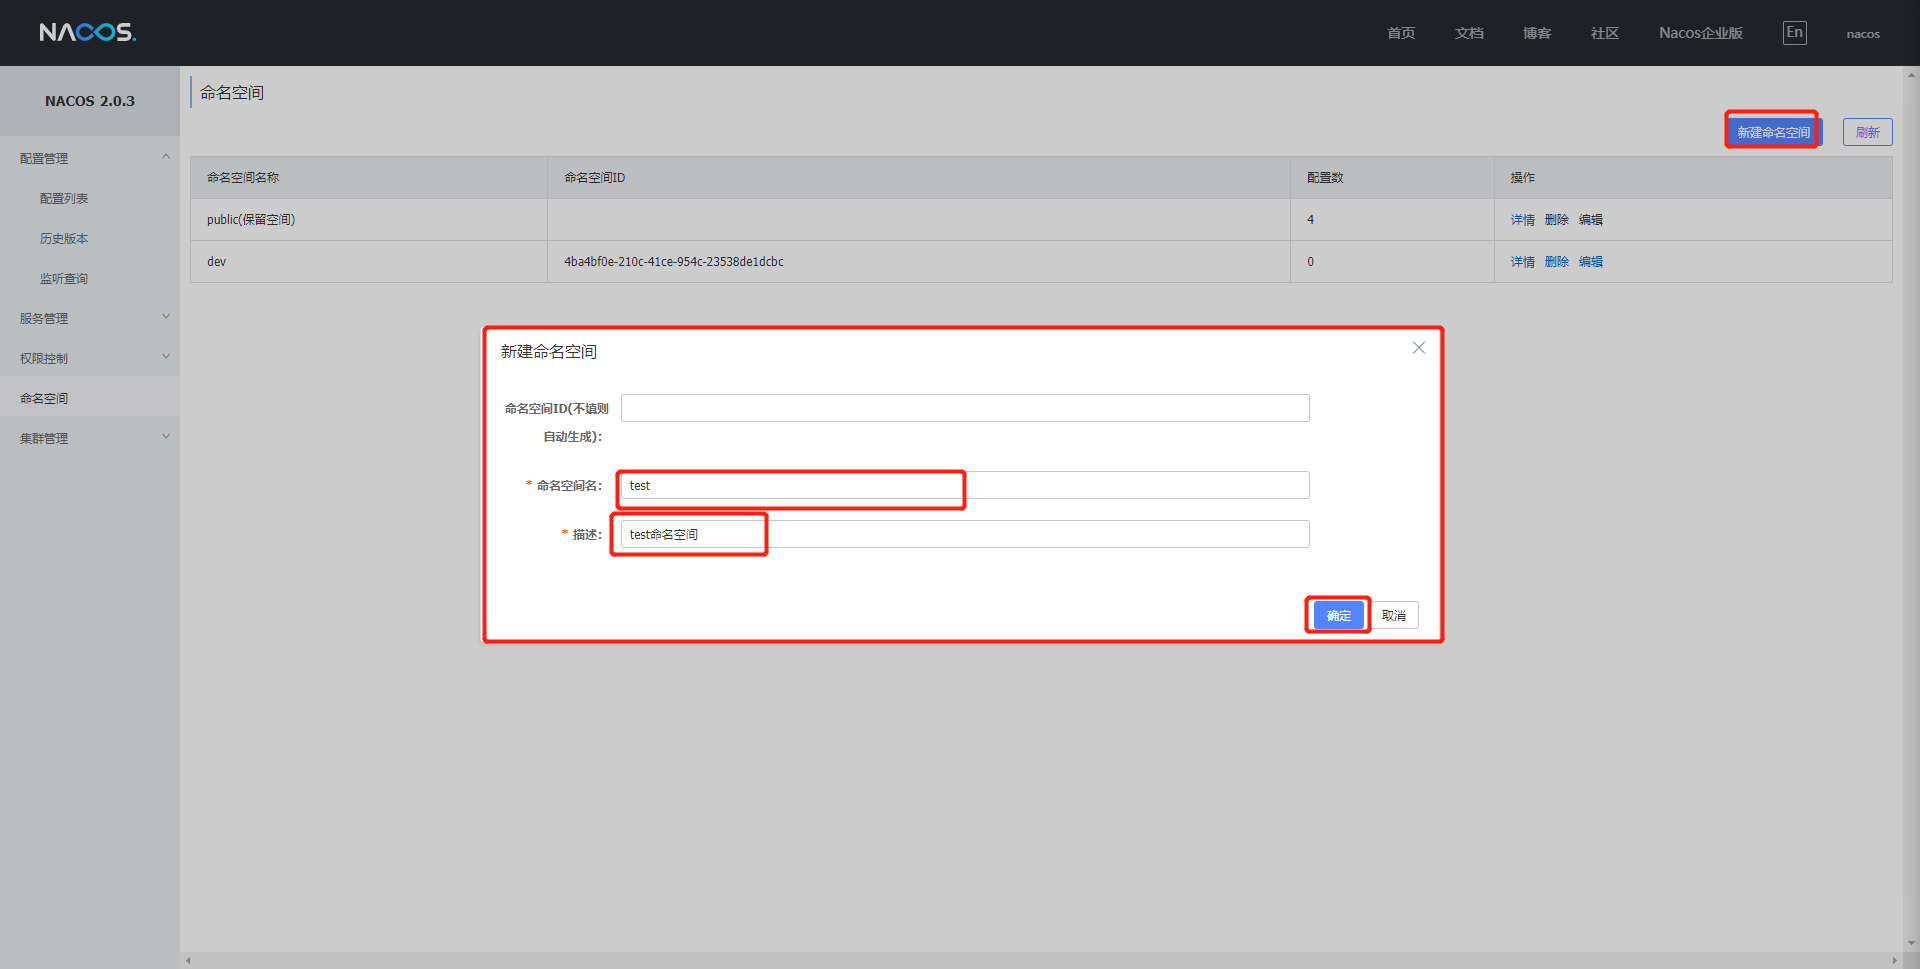 NACOS.
首页 文档 博客 社区 Nacos企业版 En nacos
NACOS 2.0.3
配置管理
配置列表
历史版本
监听查询
服务管理
权限控制
命名空间
集群管理
命名空间
新建命名空间 刷新
命名空间名称 命名空间ID 配置数 操作
public(保留空间) 4 详情 删除 编辑
dev 4ba4bf0e-210c-41ce-954c-23538de1dcbc 0 详情 删除 编辑
新建命名空间
命名空间ID(不填则
自动生成):
* 命名空间名: test
* 描述: test命名空间
确定 取消